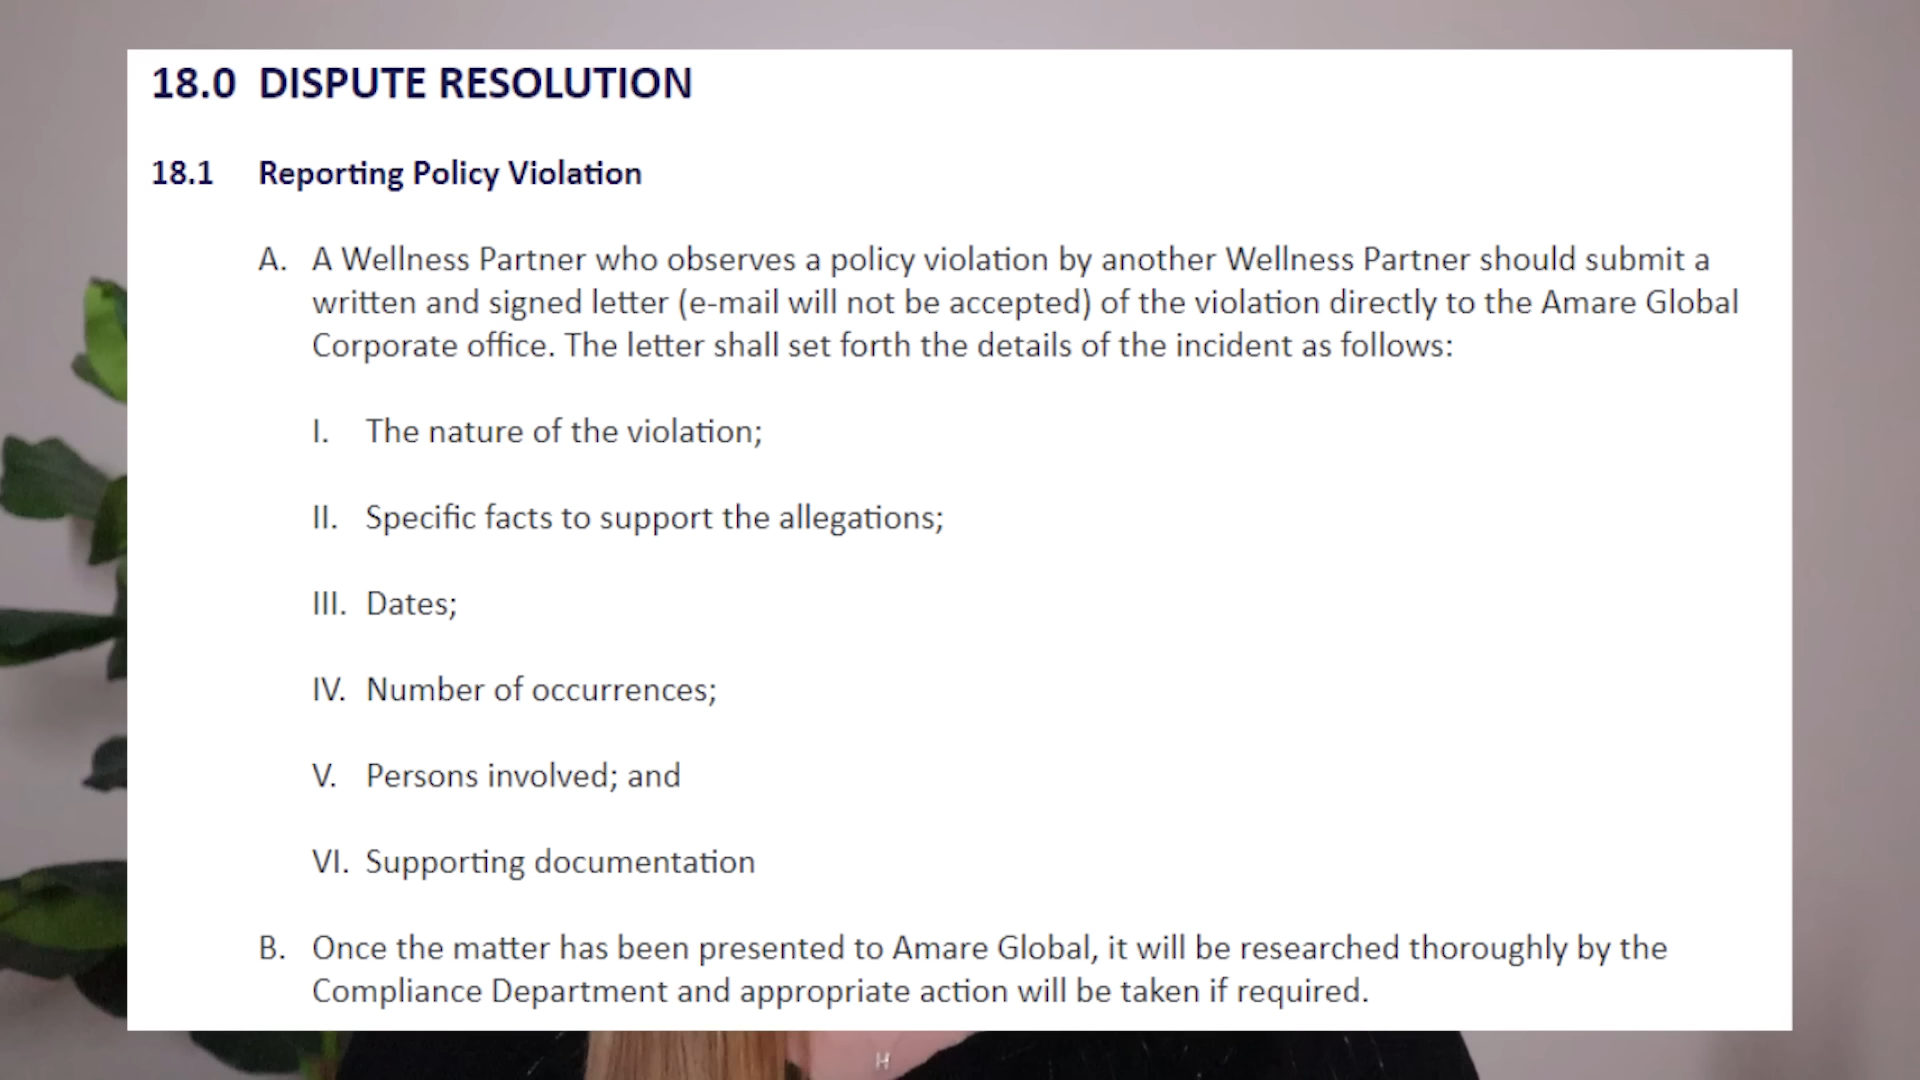 18.0 DISPUTE RESOLUTION
18.1 Reporting Policy Violation
A. A Wellness Partner who observes a policy violation by another Wellness Partner should submit a
written and signed letter (e-mail will not be accepted) of the violation directly to the Amare Global
Corporate office. The letter shall set forth the details of the incident as follows:
I. The nature of the violation;
II. Specific facts to support the allegations;
III. Dates;
IV. Number of occurrences;
V. Persons involved; and
VI. Supporting documentation
B. Once the matter has been presented to Amare Global, it will be researched thoroughly by the
Compliance Department and appropriate action will be taken if required.
H